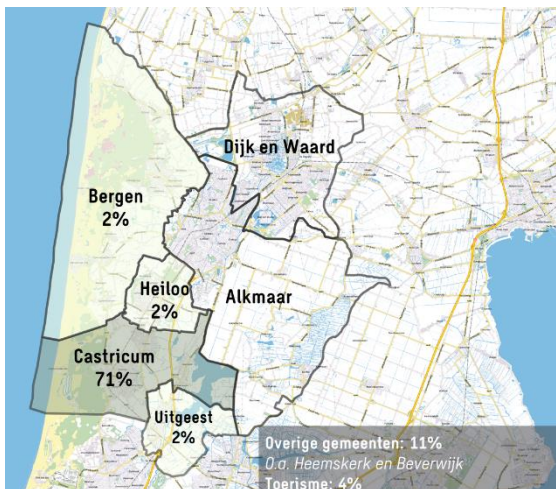 Dijk en Waard
Bergen
2%
Heiloo
2%
Alkmaar
Castricum
71%
Uitgeest
2%
Overige gemeenten: 11%
O.a. Heemskerk en Beverwijk
Toerisme: 4%